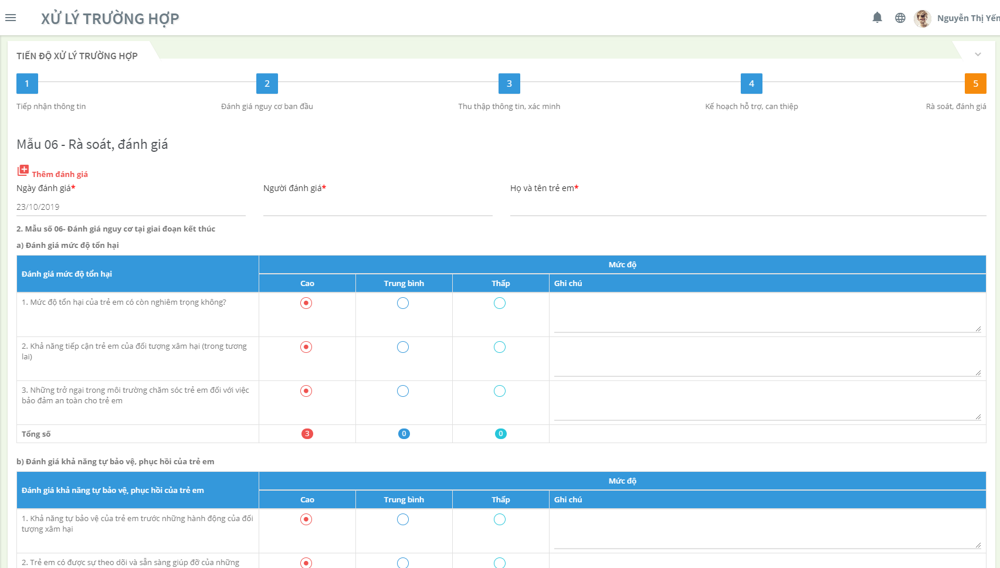 XỬ LÝ TRƯỜNG HỢP
Nguyễn Thị Yến
TIẾN ĐỘ XỬ LÝ TRƯỜNG HỢP
1 2 3 4 5
Tiếp nhận thông tin Đánh giá nguy cơ ban đầu Thu thập thông tin, xác minh Kế hoạch hỗ trợ, can thiệp Rà soát, đánh giá
Mẫu 06 - Rà soát, đánh giá
Thêm đánh giá
Ngày đánh giá* Người đánh giá* Họ và tên trẻ em*
23/10/2019
2. Mẫu số 06- Đánh giá nguy cơ tại giai đoạn kết thúc
a) Đánh giá mức độ tổn hại
Đánh giá mức độ tổn hại
Mức độ
Cao Trung bình Thấp Ghi chú
1. Mức độ tổn hại của trẻ em có còn nghiêm trọng không?
2. Khả năng tiếp cận trẻ em của đối tượng xâm hại (trong tương
lai)
3. Những trở ngại trong môi trường chăm sóc trẻ em đối với việc
bảo đảm an toàn cho trẻ em
Tổng số 3 0 0
b) Đánh giá khả năng tự bảo vệ, phục hồi của trẻ em
Đánh giá khả năng tự bảo vệ, phục hồi của trẻ em
Mức độ
Cao Trung bình Thấp Ghi chú
1. Khả năng tự bảo vệ của trẻ em trước những hành động của đối
tượng xâm hại
2. Trẻ em có được sự theo dõi và sẵn sàng giúp đỡ của những